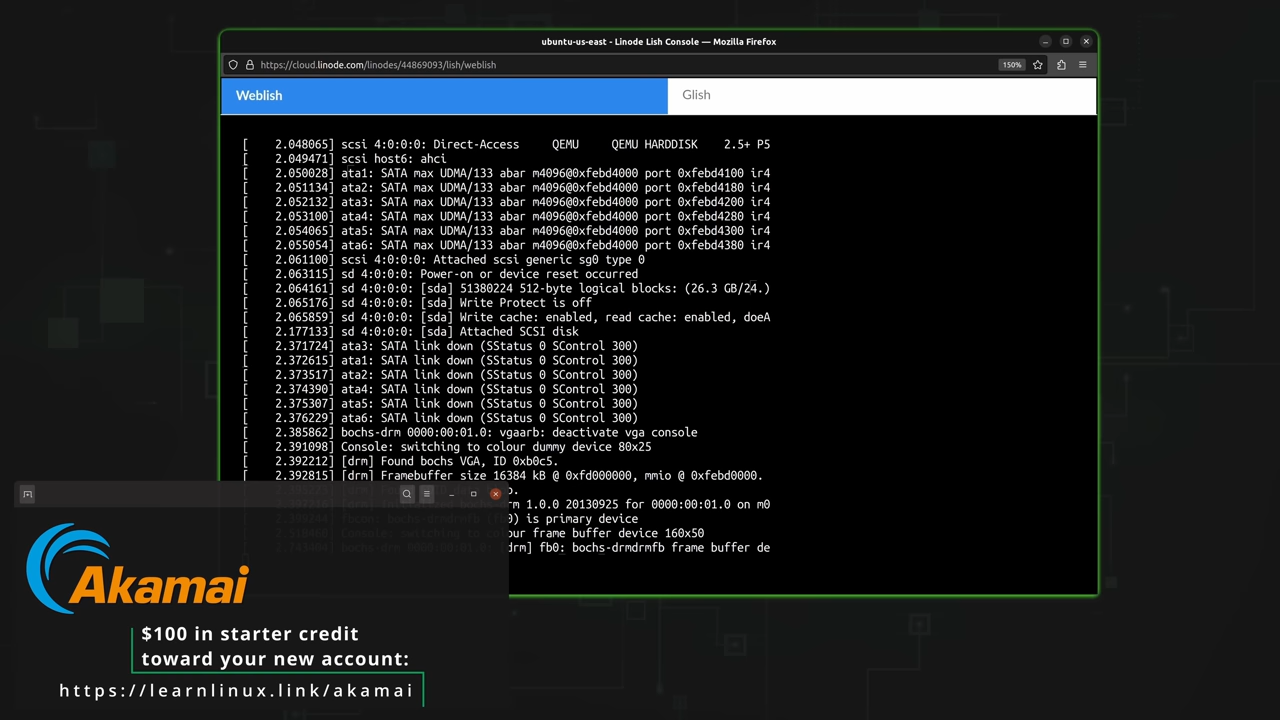 ubuntu-us-east - Linode Lish Console — Mozilla Firefox
https://cloud.linode.com/linodes/44869093/lish/weblish
150%
Weblish
Glish
[    2.048065] scsi 4:0:0:0: Direct-Access     QEMU     QEMU HARDDISK    2.5+ P5
[    2.049471] scsi host6: ahci
[    2.050028] ata1: SATA max UDMA/133 abar m4096@0xfebd4000 port 0xfebd4100 ir4
[    2.051134] ata2: SATA max UDMA/133 abar m4096@0xfebd4000 port 0xfebd4180 ir4
[    2.052132] ata3: SATA max UDMA/133 abar m4096@0xfebd4000 port 0xfebd4200 ir4
[    2.053100] ata4: SATA max UDMA/133 abar m4096@0xfebd4000 port 0xfebd4280 ir4
[    2.054065] ata5: SATA max UDMA/133 abar m4096@0xfebd4000 port 0xfebd4300 ir4
[    2.055054] ata6: SATA max UDMA/133 abar m4096@0xfebd4000 port 0xfebd4380 ir4
[    2.061100] scsi 4:0:0:0: Attached scsi generic sg0 type 0
[    2.063115] sd 4:0:0:0: Power-on or device reset occurred
[    2.064161] sd 4:0:0:0: [sda] 51380224 512-byte logical blocks: (26.3 GB/24.)
[    2.065176] sd 4:0:0:0: [sda] Write Protect is off
[    2.065859] sd 4:0:0:0: [sda] Write cache: enabled, read cache: enabled, doeA
[    2.177133] sd 4:0:0:0: [sda] Attached SCSI disk
[    2.371724] ata3: SATA link down (SStatus 0 SControl 300)
[    2.372615] ata1: SATA link down (SStatus 0 SControl 300)
[    2.373517] ata2: SATA link down (SStatus 0 SControl 300)
[    2.374390] ata4: SATA link down (SStatus 0 SControl 300)
[    2.375307] ata5: SATA link down (SStatus 0 SControl 300)
[    2.376229] ata6: SATA link down (SStatus 0 SControl 300)
[    2.385862] bochs-drm 0000:00:01.0: vgaarb: deactivate vga console
[    2.391098] Console: switching to colour dummy device 80x25
[    2.392212] [drm] Found bochs VGA, ID 0xb0c5.
[    2.392815] [drm] Framebuffer size 16384 kB @ 0xfd000000, mmio @ 0xfebd0000.
rm 1.0.0 20130925 for 0000:00:01.0 on m0
0) is primary device
our frame buffer device 160x50
drm] fb0: bochs-drmdrmfb frame buffer de
Akamai
$100 in starter credit
toward your new account:
https://learnlinux.link/akamai